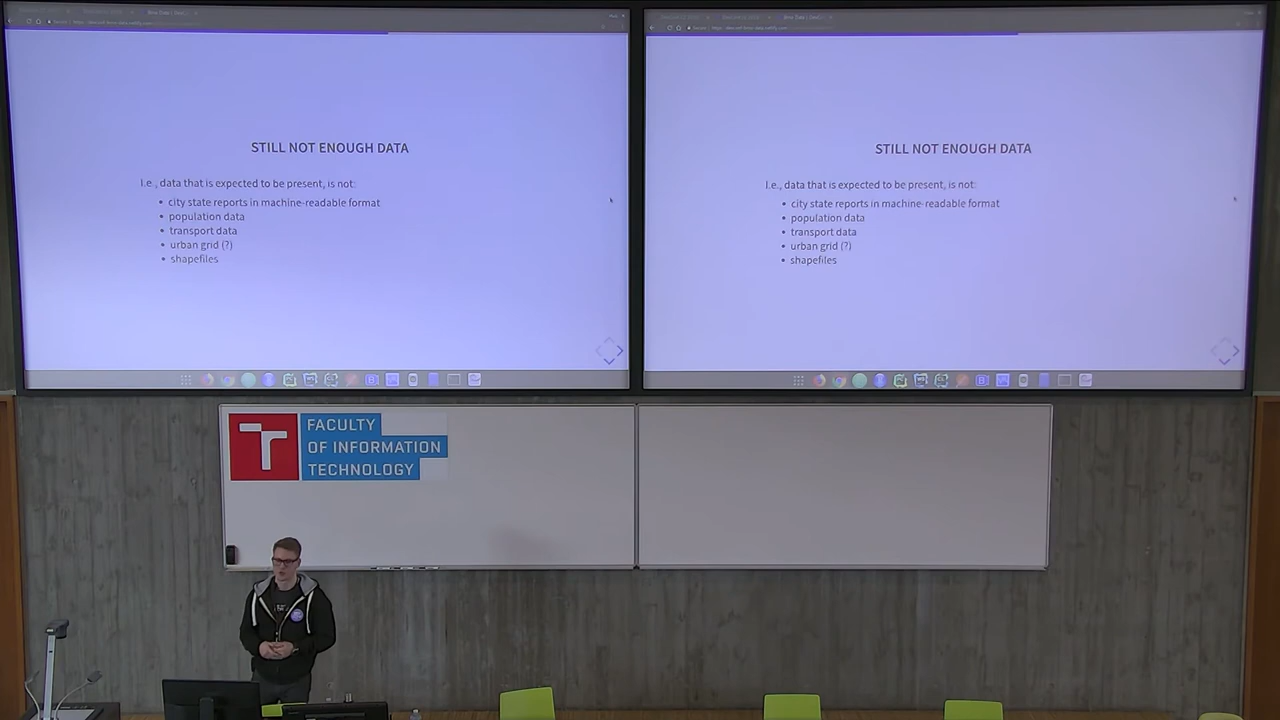 STILL NOT ENOUGH DATA
I.e., data that is expected to be present, is not:
• city state reports in machine-readable format
• population data
• transport data
• urban grid (?)
• shapefiles
STILL NOT ENOUGH DATA
I.e., data that is expected to be present, is not:
• city state reports in machine-readable format
• population data
• transport data
• urban grid (?)
• shapefiles
FACULTY
OF INFORMATION
TECHNOLOGY